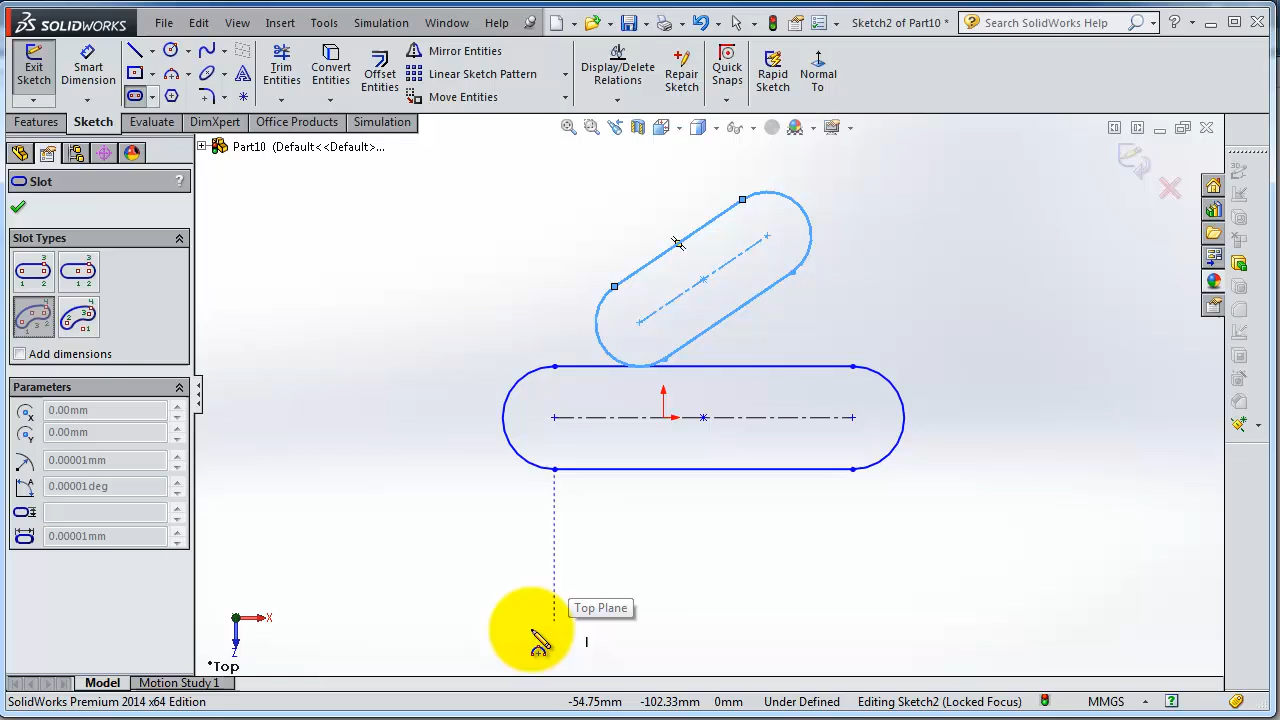 SOLIDWORKS File Edit View Insert Tools Simulation Window Help Sketch2 of Part10 * Search SolidWorks Help
Exit Sketch
Smart Dimension
Trim Entities
Convert Entities
Offset Entities
Mirror Entities
Linear Sketch Pattern
Move Entities
Display/Delete Relations
Repair Sketch
Quick Snaps
Rapid Sketch
Normal To
Features Sketch Evaluate DimXpert Office Products Simulation
Part10 (Default<<Default>...
Slot ?
Slot Types
Add dimensions
Parameters
0.00mm
0.00mm
0.00001mm
0.00001deg
0.00001mm
Top Plane
X
Z
*Top
Model Motion Study 1
SolidWorks Premium 2014 x64 Edition -54.75mm -102.33mm 0mm Under Defined Editing Sketch2 (Locked Focus) MMGS